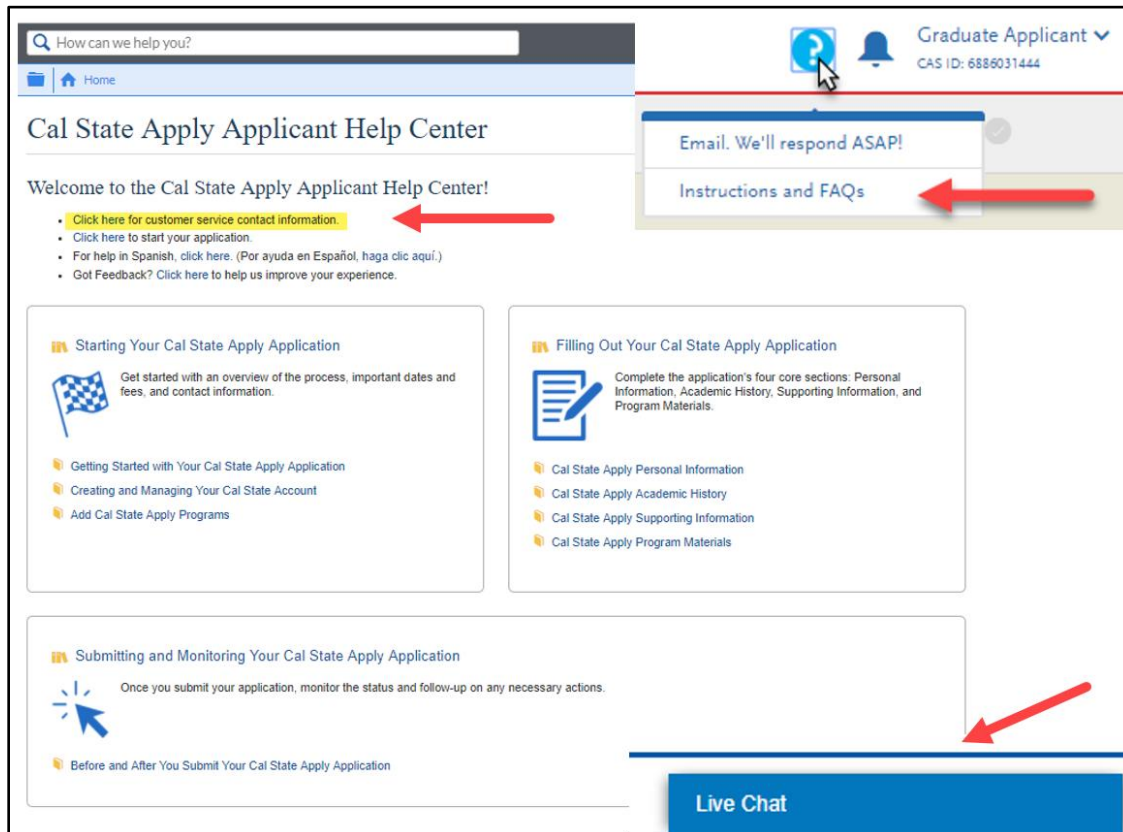 How can we help you?
Home
Graduate Applicant
CAS ID: 6886031444
Email. We'll respond ASAP!
Instructions and FAQs
Cal State Apply Applicant Help Center
Welcome to the Cal State Apply Applicant Help Center!
Click here for customer service contact information.
Click here to start your application.
For help in Spanish, click here. (Por ayuda en Español, haga clic aquí.)
Got Feedback? Click here to help us improve your experience.
Starting Your Cal State Apply Application
Get started with an overview of the process, important dates and
fees, and contact information.
Getting Started with Your Cal State Apply Application
Creating and Managing Your Cal State Account
Add Cal State Apply Programs
Filling Out Your Cal State Apply Application
Complete the application's four core sections: Personal
Information, Academic History, Supporting Information, and
Program Materials.
Cal State Apply Personal Information
Cal State Apply Academic History
Cal State Apply Supporting Information
Cal State Apply Program Materials
Submitting and Monitoring Your Cal State Apply Application
Once you submit your application, monitor the status and follow-up on any necessary actions.
Before and After You Submit Your Cal State Apply Application
Live Chat